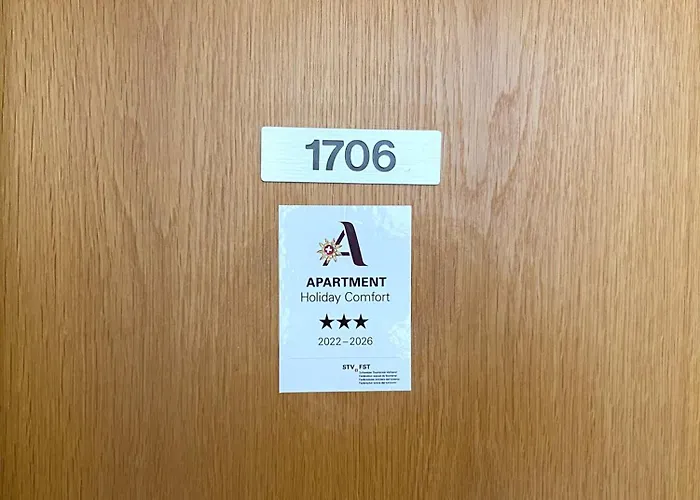 1706
A
APARTMENT
Holiday Comfort
★★★
2022–2026
STV FST